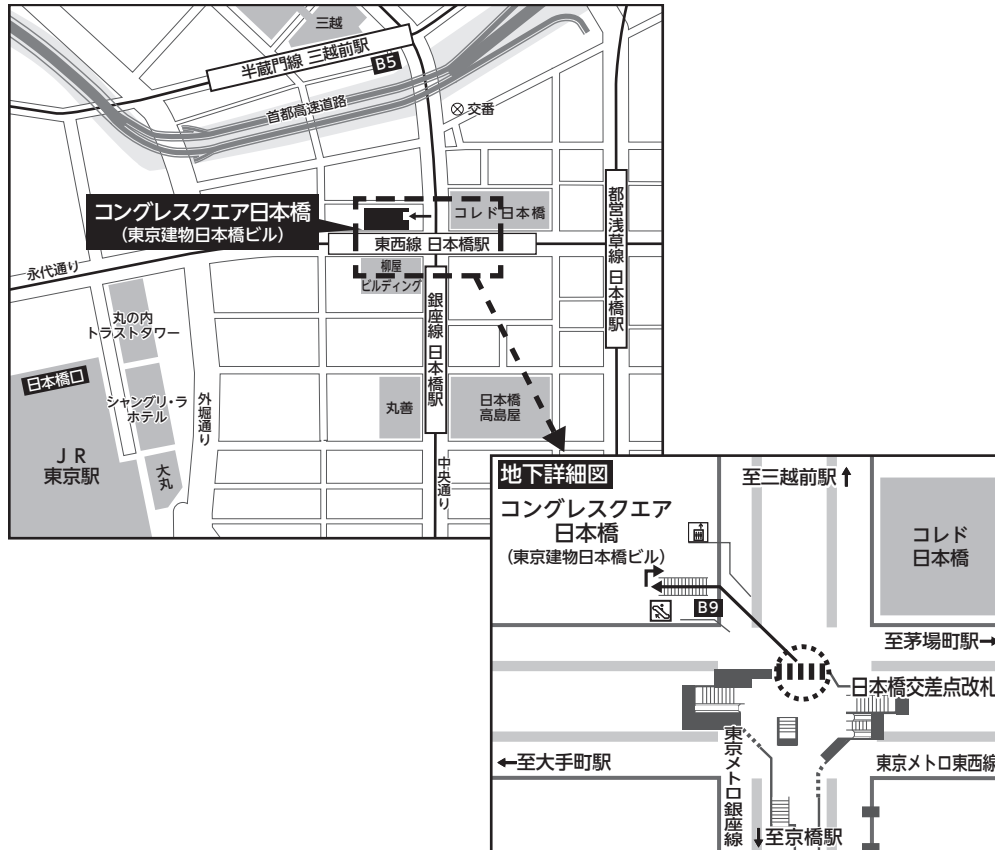 三越
半蔵門線 三越前駅
B5
首都高速道路
交番
コングレスクエア日本橋
(東京建物日本橋ビル)
コレド日本橋
東西線 日本橋駅
都営浅草線 日本橋駅
永代通り
柳屋
ビルディング
銀座線 日本橋駅
丸の内
トラストタワー
日本橋口
シャングリ・ラ
ホテル
外堀通り
丸善
日本橋
高島屋
JR
東京駅
大丸
中央通り
地下詳細図
至三越前駅↑
コングレスクエア
日本橋
(東京建物日本橋ビル)
コレド
日本橋
B9
至茅場町駅→
日本橋交差点改札
←至大手町駅
東京メトロ銀座線
東京メトロ東西線
↓至京橋駅